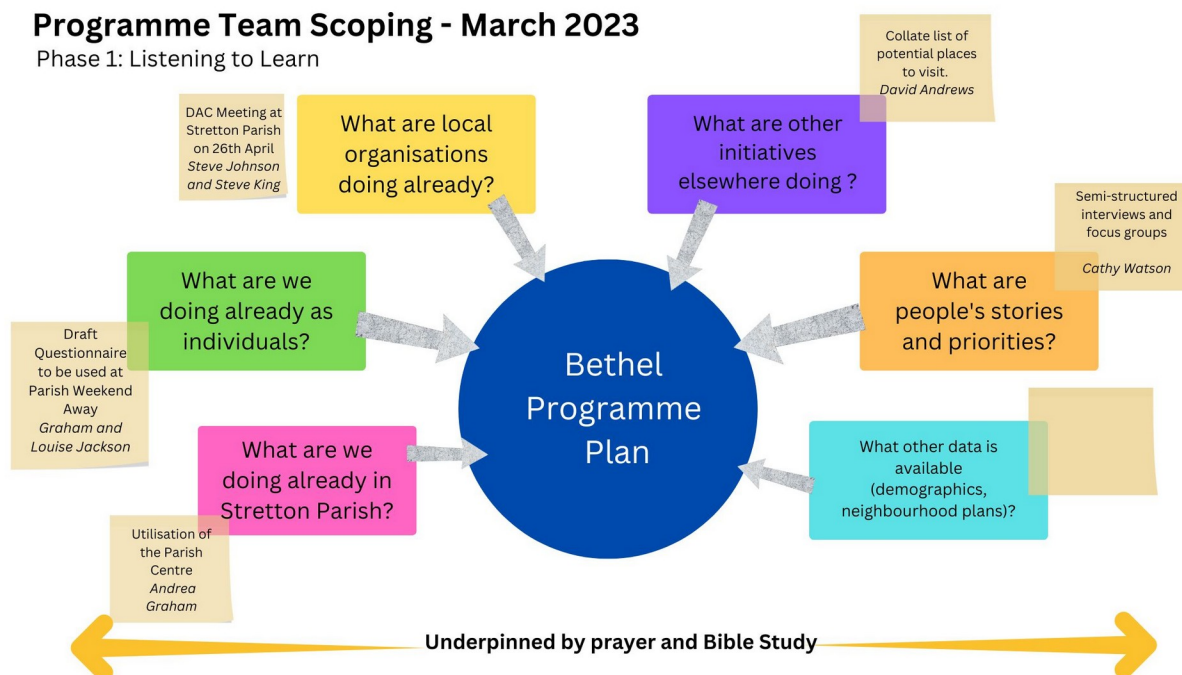 Programme Team Scoping - March 2023
Phase 1: Listening to Learn
DAC Meeting at
Stretton Parish
on 26th April
Steve Johnson
and Steve King
What are local
organisations
doing already?
What are other
initiatives
elsewhere doing ?
Collate list of
potential places
to visit.
David Andrews
Semi-structured
interviews and
focus groups
Cathy Watson
What are we
doing already as
individuals?
What are
people's stories
and priorities?
Draft
Questionnaire
to be used at
Parish Weekend
Away
Graham and
Louise Jackson
Bethel
Programme
Plan
What are we
doing already in
Stretton Parish?
What other data is
available
(demographics,
neighbourhood plans)?
Utilisation of
the Parish
Centre
Andrea
Graham
Underpinned by prayer and Bible Study